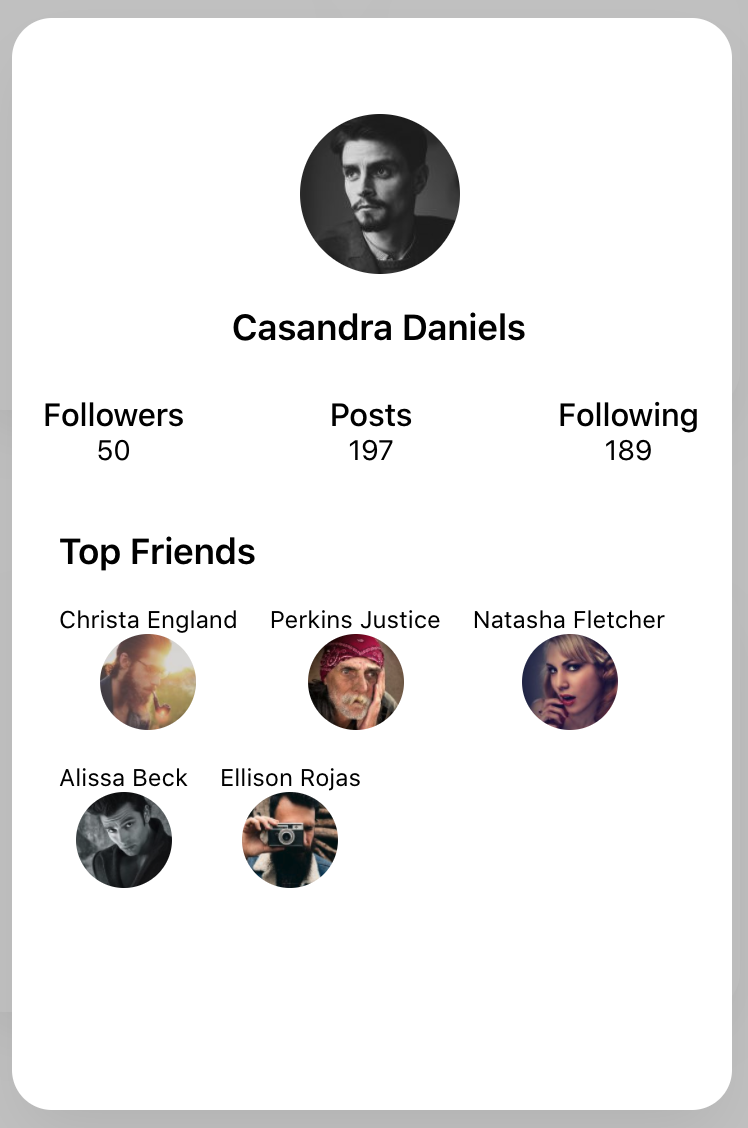 Casandra Daniels
Followers Posts Following
50 197 189
Top Friends
Christa England Perkins Justice Natasha Fletcher
Alissa Beck Ellison Rojas